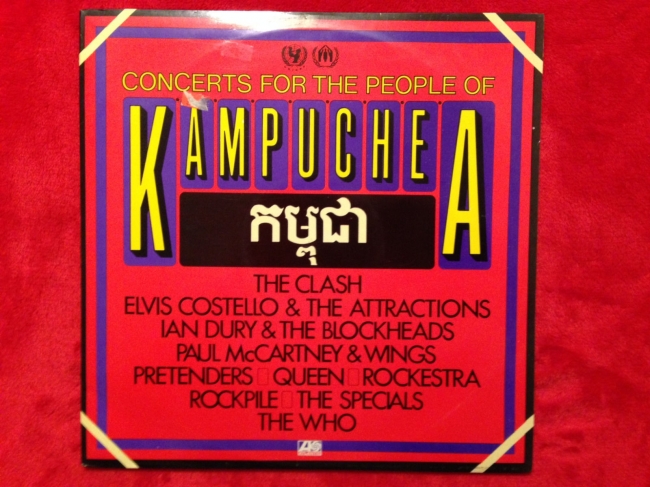 CONCERTS FOR THE PEOPLE OF
KAMPUCHEA
កម្ពុជា
THE CLASH
ELVIS COSTELLO & THE ATTRACTIONS
IAN DURY & THE BLOCKHEADS
PAUL McCARTNEY & WINGS
PRETENDERS QUEEN ROCKESTRA
ROCKPILE THE SPECIALS
THE WHO